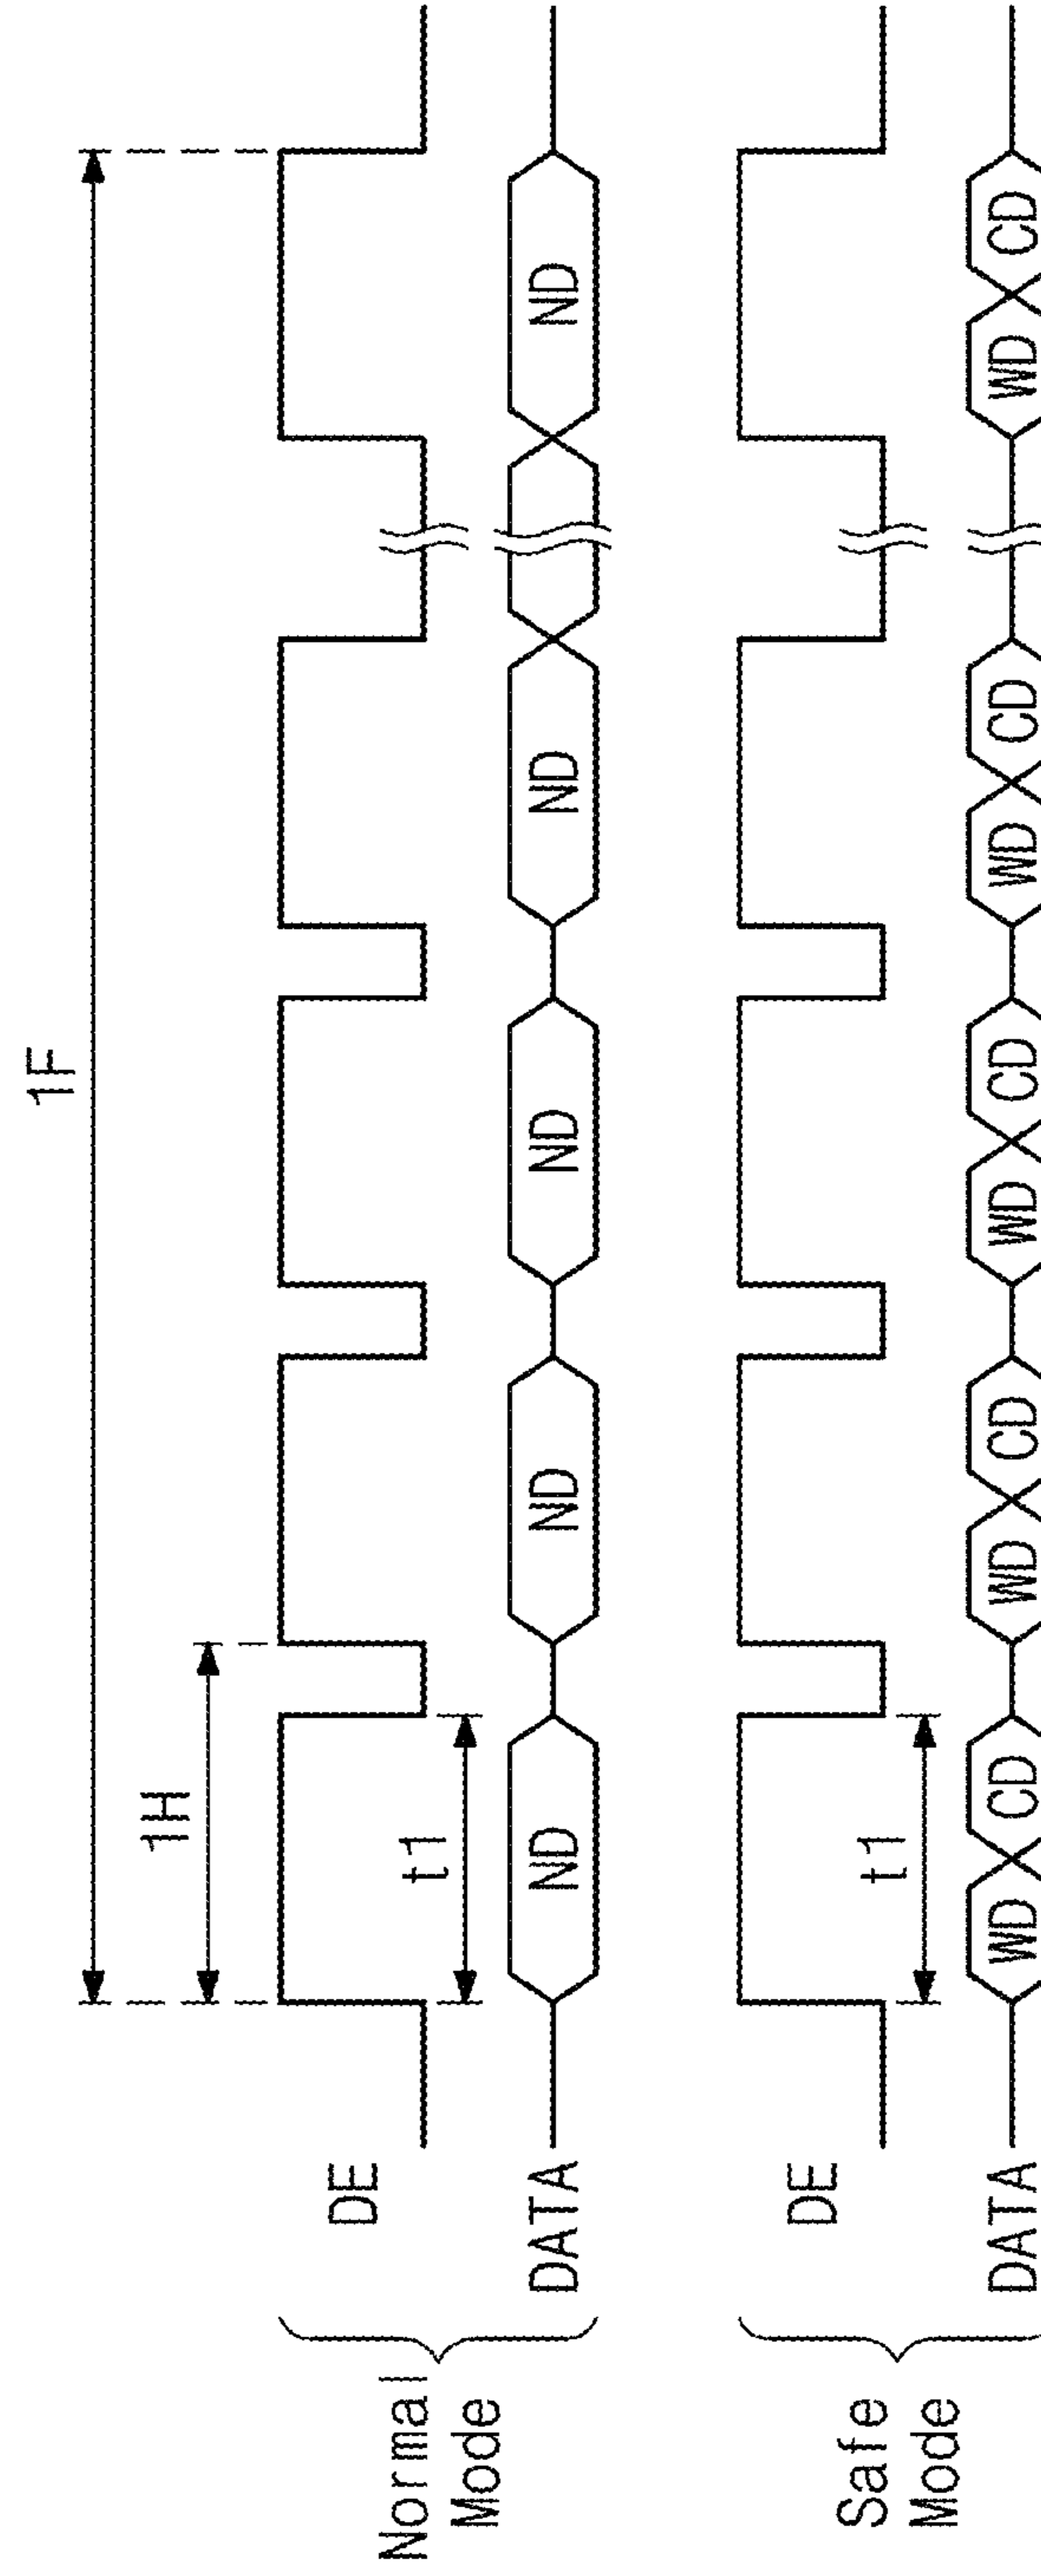 1F
1H
DE
t1
Normal
Mode
DATA ND ND ND ND ND
DE
t1
Safe
Mode
DATA WD CD WD CD WD CD WD CD WD CD